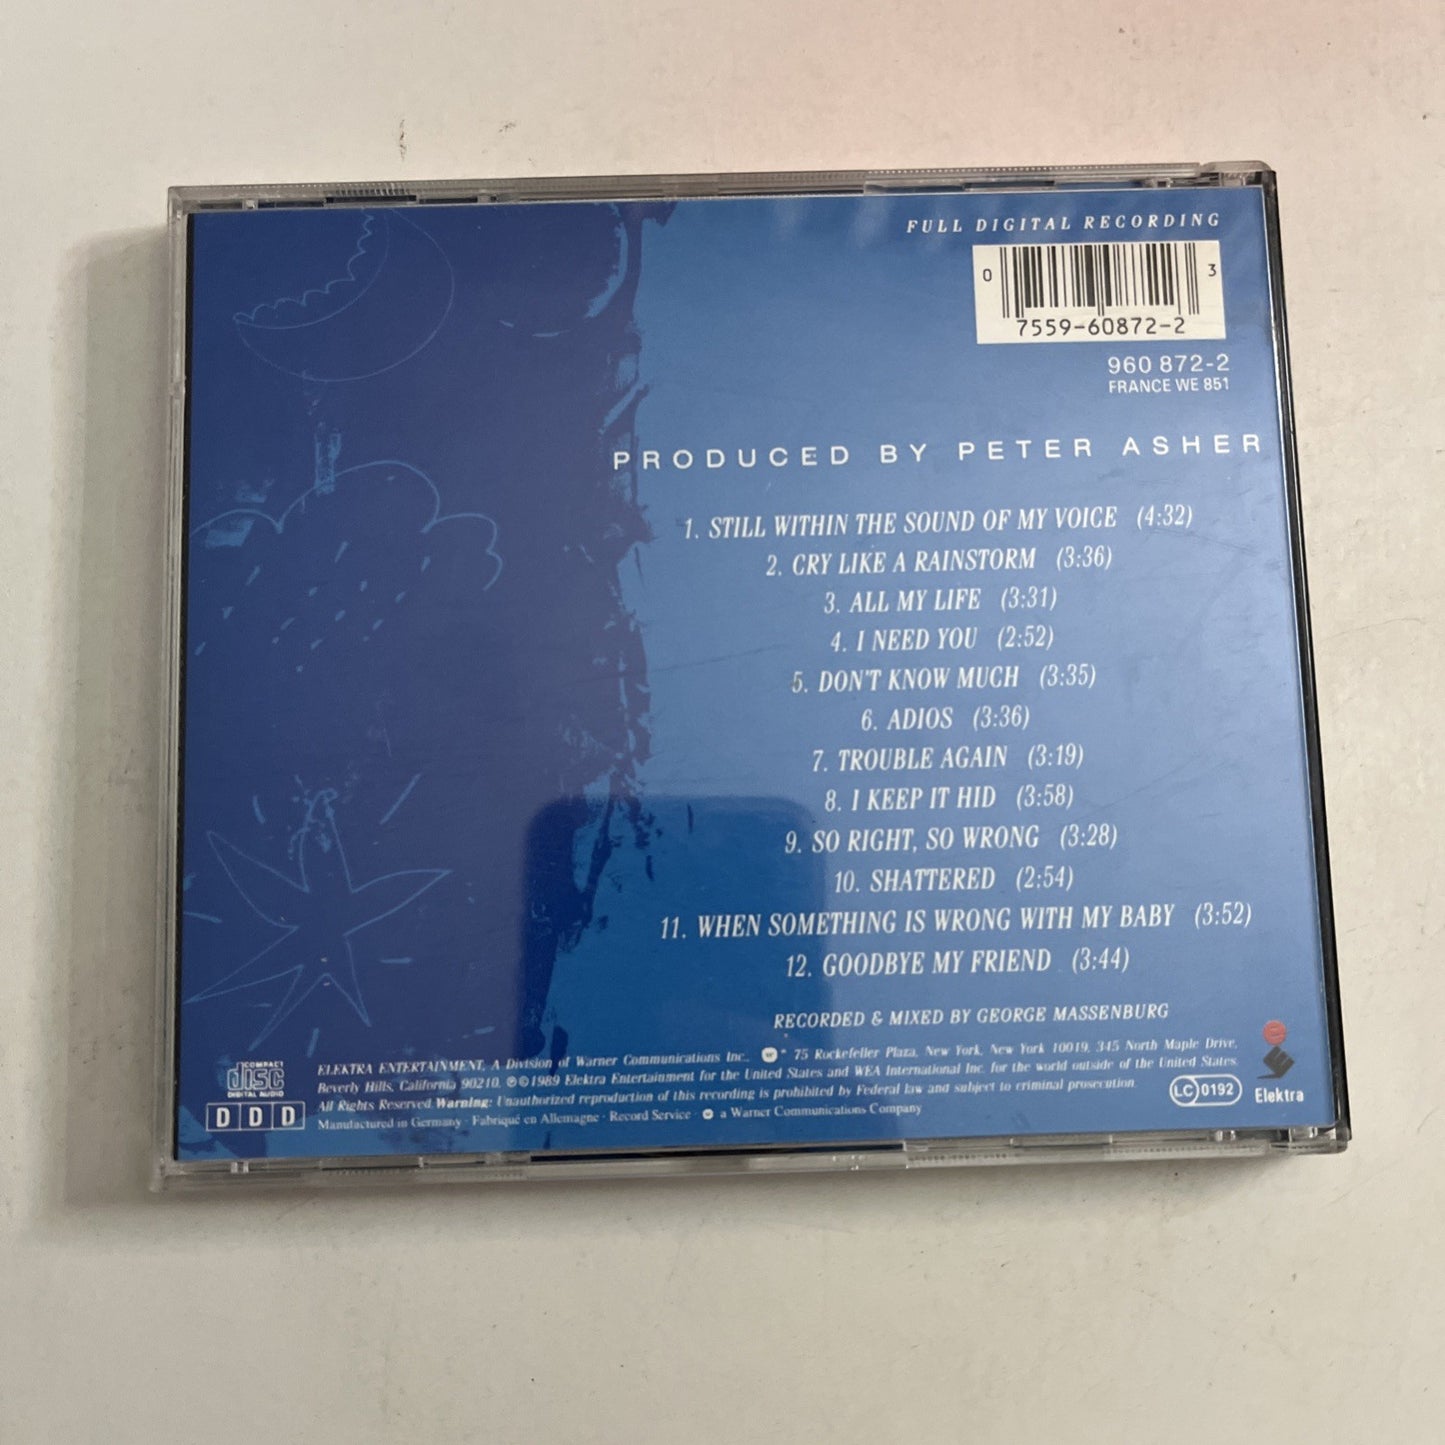 FULL DIGITAL RECORDING
0 3
7559-60872-2
960 872-2
FRANCE WE 851
PRODUCED BY PETER ASHER
1. STILL WITHIN THE SOUND OF MY VOICE (4:32)
2. CRY LIKE A RAINSTORM (3:36)
3. ALL MY LIFE (3:31)
4. I NEED YOU (2:52)
5. DON'T KNOW MUCH (3:35)
6. ADIOS (3:36)
7. TROUBLE AGAIN (3:19)
8. I KEEP IT HID (3:58)
9. SO RIGHT, SO WRONG (3:28)
10. SHATTERED (2:54)
11. WHEN SOMETHING IS WRONG WITH MY BABY (3:52)
12. GOODBYE MY FRIEND (3:44)
RECORDED & MIXED BY GEORGE MASSENBURG
COMPACT
disc
DIGITAL AUDIO
D D D
ELEKTRA ENTERTAINMENT, A Division of Warner Communications Inc., * 75 Rockefeller Plaza, New York, New York 10019, 345 North Maple Drive,
Beverly Hills, California 90210. ℗©1989 Elektra Entertainment for the United States and WEA International Inc. for the world outside of the United States.
All Rights Reserved. Warning: Unauthorized reproduction of this recording is prohibited by Federal law and subject to criminal prosecution.
Manufactured in Germany · Fabriqué en Allemagne · Record Service · a Warner Communications Company
LC 0192
Elektra